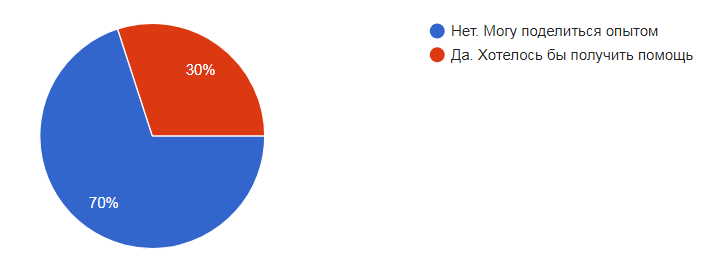 Нет. Могу поделиться опытом
Да. Хотелось бы получить помощь
30%
70%